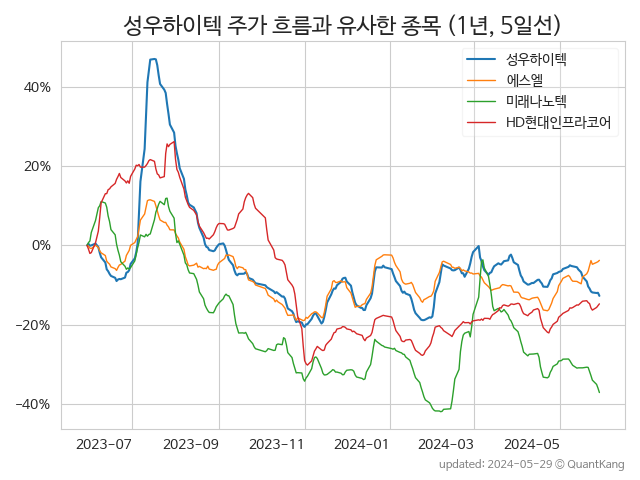 성우하이텍 주가 흐름과 유사한 종목 (1년, 5일선)
성우하이텍
에스엘
미래나노텍
HD현대인프라코어
40%
20%
0%
−20%
−40%
2023-07
2023-09
2023-11
2024-01
2024-03
2024-05
updated: 2024-05-29 © QuantKang